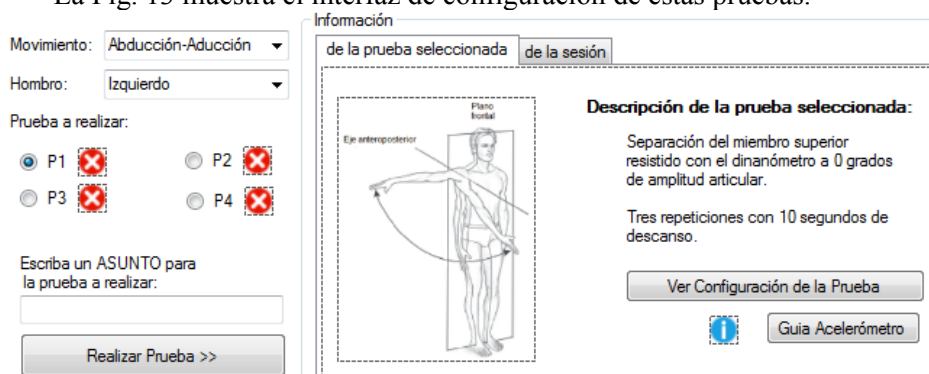 La Fig. 13 muestra el interfaz de configuración de estas pruebas.
Movimiento: Abducción-Aducción
Hombro: Izquierdo
Prueba a realizar:
P1 P2
P3 P4
Escriba un ASUNTO para
la prueba a realizar:
Realizar Prueba >>
Información
de la prueba seleccionada de la sesión
Plano
frontal
Eje anteroposterior
Descripción de la prueba seleccionada:
Separación del miembro superior
resistido con el dinanómetro a 0 grados
de amplitud articular.
Tres repeticiones con 10 segundos de
descanso.
Ver Configuración de la Prueba
Guia Acelerómetro